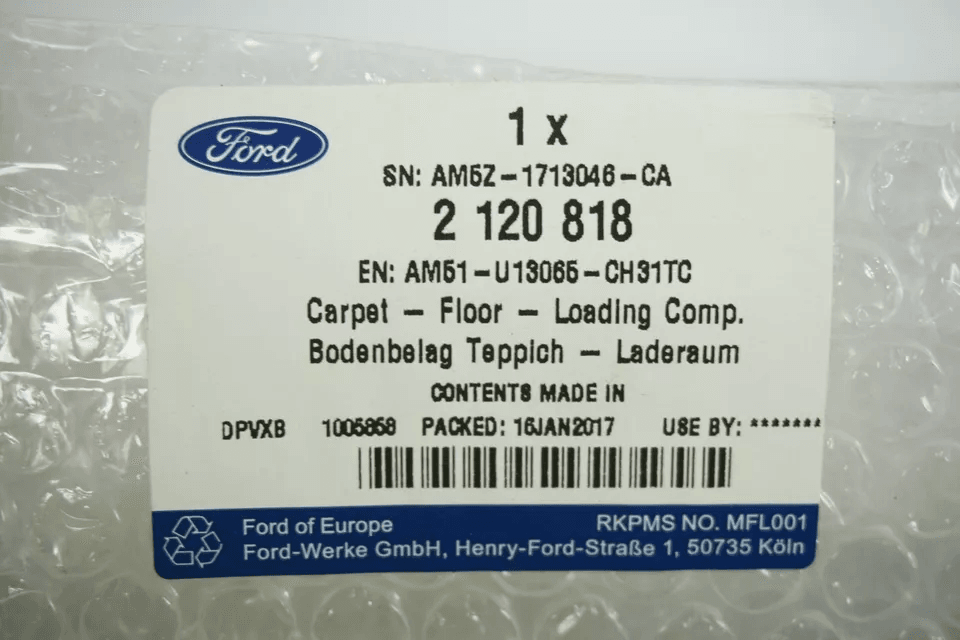 Ford
1 x
SN: AM5Z-1713046-CA
2 120 818
EN: AM51-U13065-CH31TC
Carpet - Floor - Loading Comp.
Bodenbelag Teppich - Laderaum
CONTENTS MADE IN
DPVXB 1005858 PACKED: 16JAN2017 USE BY: *******
Ford of Europe RKPMS NO. MFL001
Ford-Werke GmbH, Henry-Ford-Straße 1, 50735 Köln